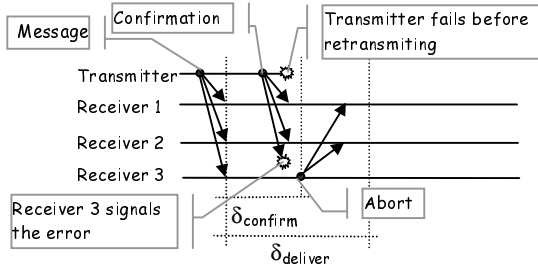 Confirmation
Message
Transmitter fails before
retransmiting
Transmitter
Receiver 1
Receiver 2
Receiver 3
Receiver 3 signals
the error
Abort
δconfirm
δdeliver